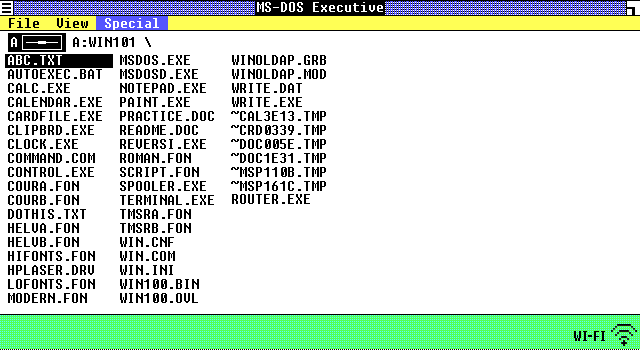 MS-DOS Executive
File View Special
A A:WIN101 \
ABC.TXT MSDOS.EXE WINOLDAP.GRB
AUTOEXEC.BAT MSDOSD.EXE WINOLDAP.MOD
CALC.EXE NOTEPAD.EXE WRITE.DAT
CALENDAR.EXE PAINT.EXE WRITE.EXE
CARDFILE.EXE PRACTICE.DOC ~CAL3E13.TMP
CLIPBRD.EXE README.DOC ~CRD0339.TMP
CLOCK.EXE REVERSI.EXE ~DOC005E.TMP
COMMAND.COM ROMAN.FON ~DOC1E31.TMP
CONTROL.EXE SCRIPT.FON ~MSP110B.TMP
COURA.FON SPOOLER.EXE ~MSP161C.TMP
COURB.FON TERMINAL.EXE ROUTER.EXE
DOTHIS.TXT TMSRA.FON
HELVA.FON TMSRB.FON
HELVB.FON WIN.CNF
HIFONTS.FON WIN.COM
HPLASER.DRV WIN.INI
LOFONTS.FON WIN100.BIN
MODERN.FON WIN100.OVL
WI-FI